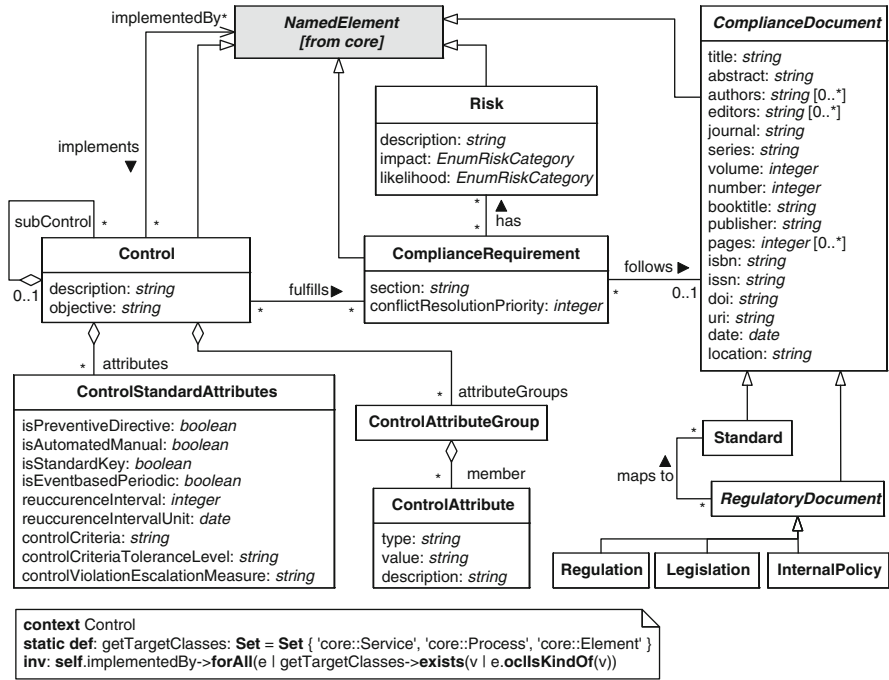 implementedBy*
NamedElement
[from core]
implements
▼
subControl
*
*
0..1
Control
description: string
objective: string
fulfills▶
*
*
Risk
description: string
impact: EnumRiskCategory
likelihood: EnumRiskCategory
*
▲
has
*
ComplianceRequirement
section: string
conflictResolutionPriority: integer
follows ▶
*
0..1
ComplianceDocument
title: string
abstract: string
authors: string [0..*]
editors: string [0..*]
journal: string
series: string
volume: integer
number: integer
booktitle: string
publisher: string
pages: integer [0..*]
isbn: string
issn: string
doi: string
uri: string
date: date
location: string
* attributes
ControlStandardAttributes
isPreventiveDirective: boolean
isAutomatedManual: boolean
isStandardKey: boolean
isEventbasedPeriodic: boolean
reuccurenceInterval: integer
reuccurenceIntervalUnit: date
controlCriteria: string
controlCriteriaToleranceLevel: string
controlViolationEscalationMeasure: string
* attributeGroups
ControlAttributeGroup
* member
ControlAttribute
type: string
value: string
description: string
*
Standard
▲
maps to
*
RegulatoryDocument
Regulation
Legislation
InternalPolicy
context Control
static def: getTargetClasses: Set = Set { 'core::Service', 'core::Process', 'core::Element' }
inv: self.implementedBy->forAll(e | getTargetClasses->exists(v | e.oclIsKindOf(v))